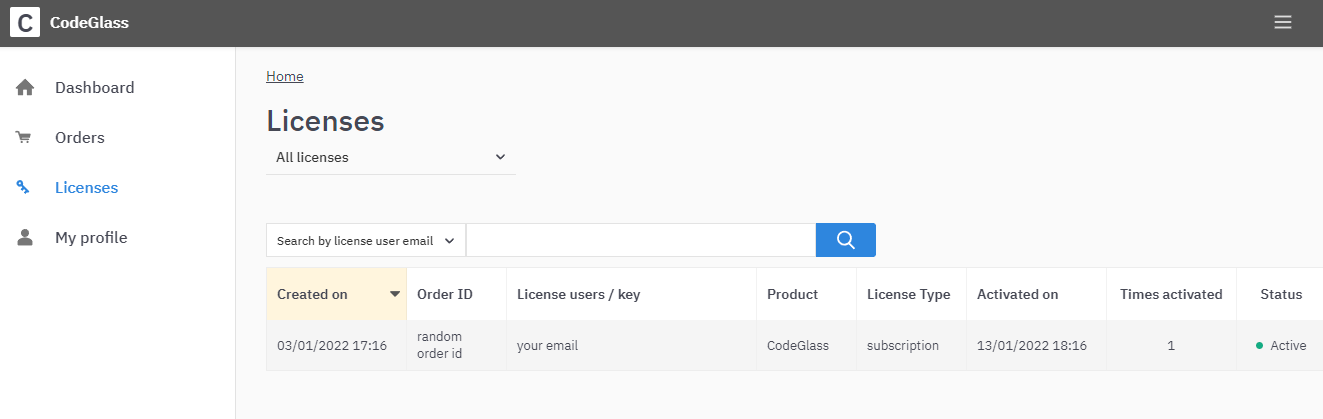 C CodeGlass
Dashboard
Orders
Licenses
My profile
Home
Licenses
All licenses
Search by license user email
Created on Order ID License users / key Product License Type Activated on Times activated Status
03/01/2022 17:16 random order id your email CodeGlass subscription 13/01/2022 18:16 1 Active